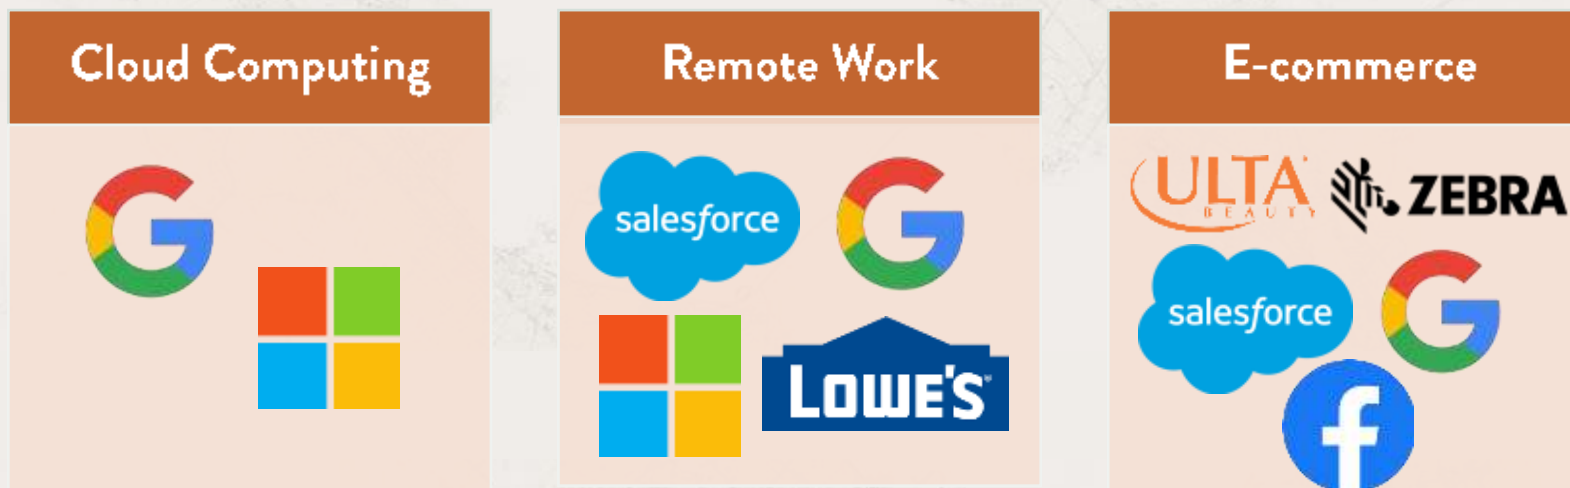 Cloud Computing
Remote Work
E-commerce
salesforce
LOWE'S
ULTA
BEAUTY
ZEBRA
salesforce